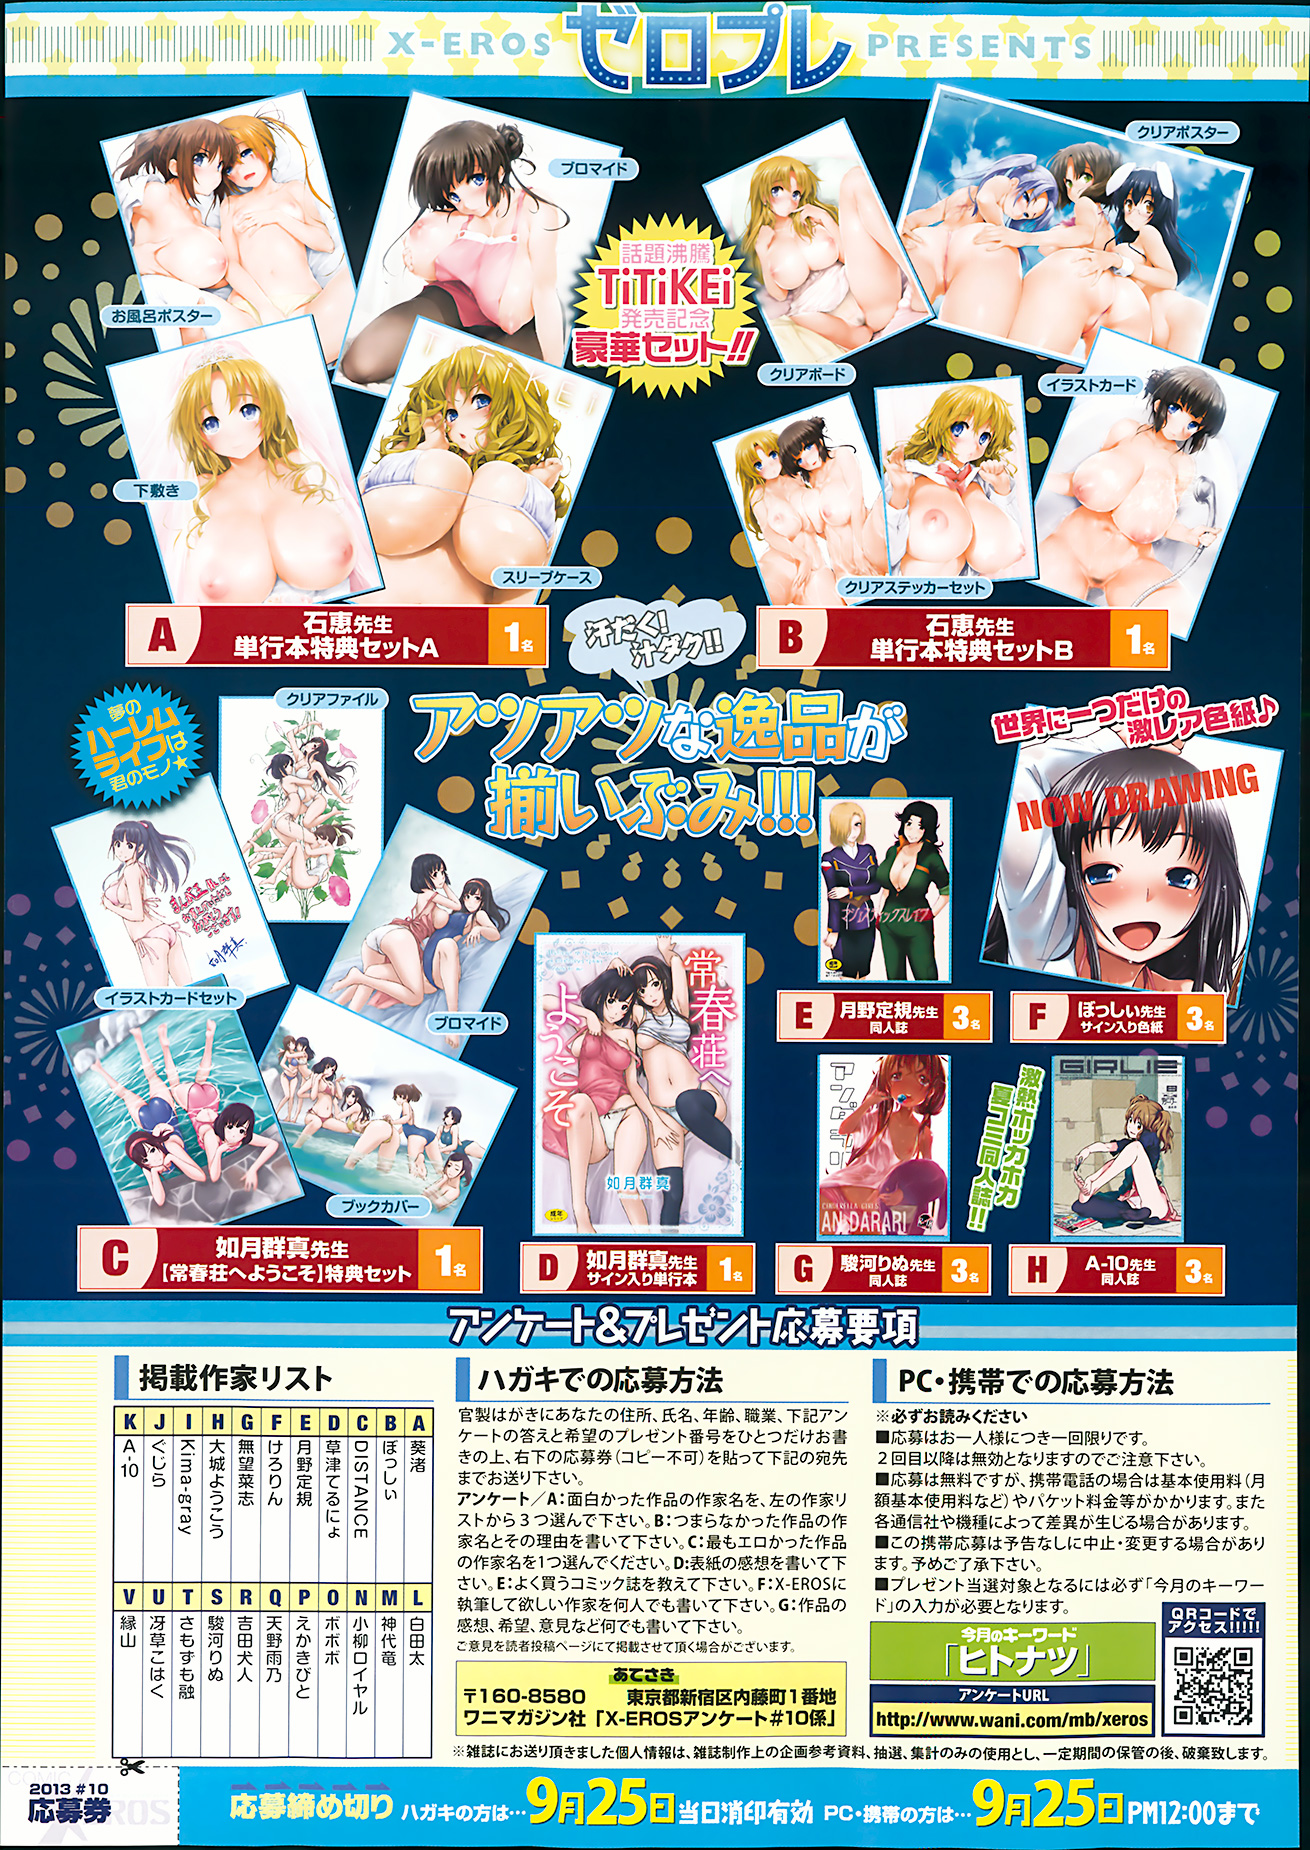 X-EROS ゼロプレ PRESENTS
お風呂ポスター
ブロマイド
話題沸騰
TiTiKEi
発売記念
豪華セット!!
クリアポスター
クリアボード
イラストカード
下敷き
TiTiKEi
スリーブケース
クリアステッカーセット
A 石恵先生
単行本特典セットA 1名
B 石恵先生
単行本特典セットB 1名
汗だく!
汁ダク!!
アツアツな逸品が
揃いぶみ!!!
夢の
ハーレム
ライフは
君のモノ★
クリアファイル
イラストカードセット
ブロマイド
ブックカバー
世界に一つだけの
激レア色紙♪
NOW DRAWING
常春荘へ
ようこそ
如月群真
E 月野定規先生
同人誌 3名
F ぼっしぃ先生
サイン入り色紙 3名
アンダラリ
CINDERELLA GIRLS
AN DARARI
GIRLIE
激熱ホッカホカ
夏コミ同人誌!!
C 如月群真先生
【常春荘へようこそ】特典セット 1名
D 如月群真先生
サイン入り単行本 1名
G 駿河りぬ先生
同人誌 3名
H A-10先生
同人誌 3名
アンケート&プレゼント応募要項
掲載作家リスト
A 葵渚
B ぼっしぃ
C DISTANCE
D 草津てるにょ
E 月野定規
F けろりん
G 無望菜志
H 大城ようこう
I Kima-gray
J ぐじら
K A-10
L 白田太
M 神代竜
N 小柳ロイヤル
O ボボボ
P えかきびと
Q 天野雨乃
R 吉田犬人
S 駿河りぬ
T さもずも融
U 冴草こはく
V 縁山
ハガキでの応募方法
官製はがきにあなたの住所、氏名、年齢、職業、下記アン
ケートの答えと希望のプレゼント番号をひとつだけお書
きの上、右下の応募券(コピー不可)を貼って下記の宛先
までお送り下さい。
アンケート/A:面白かった作品の作家名を、左の作家リ
ストから3つ選んで下さい。B:つまらなかった作品の作
家名とその理由を書いて下さい。C:最もエロかった作品
の作家名を1つ選んでください。D:表紙の感想を書いて下
さい。E:よく買うコミック誌を教えて下さい。F:X-EROSに
執筆して欲しい作家を何人でも書いて下さい。G:作品の
感想、希望、意見など何でも書いて下さい。
ご意見を読者投稿ページにて掲載させて頂く場合がございます。
あてさき
〒160-8580 東京都新宿区内藤町1番地
ワニマガジン社「X-EROSアンケート#10係」
PC・携帯での応募方法
※必ずお読みください
■応募はお一人様につき一回限りです。
2回目以降は無効となりますのでご注意下さい。
■応募は無料ですが、携帯電話の場合は基本使用料(月
額基本使用料など)やパケット料金等がかかります。また
各通信社や機種によって差異が生じる場合があります。
■この携帯応募は予告なしに中止・変更する場合があり
ます。予めご了承下さい。
■プレゼント当選対象となるには必ず「今月のキーワー
ド」の入力が必要となります。
今月のキーワード
「ヒトナツ」
アンケートURL
http://www.wani.com/mb/xeros
QRコードで
アクセス!!!!!
※雑誌にお送り頂きました個人情報は、雑誌制作上の企画参考資料、抽選、集計のみの使用とし、一定期間の保管の後、破棄致します。
2013 #10
応募券
応募締め切り ハガキの方は…9月25日当日消印有効 PC・携帯の方は…9月25日PM12:00まで